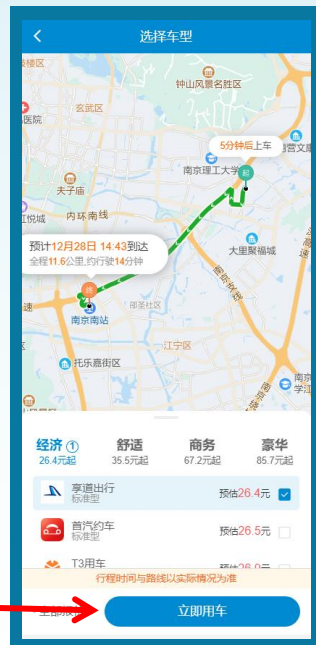 选择车型
钟山风景名胜区
玄武区
医院
5分钟后上车
南京理工大学
起
夫子庙
内环南线
预计12月28日 14:43到达
全程11.6公里,约行驶14分钟
大里聚福城
终
南京南站
江宁区
托乐嘉街区
经济 ①
舒适
商务
豪华
26.4元起
35.5元起
67.2元起
85.7元起
享道出行
标准型
预估26.4元
首汽约车
标准型
预估26.5元
T3用车
行程时间与路线以实际情况为准
立即用车